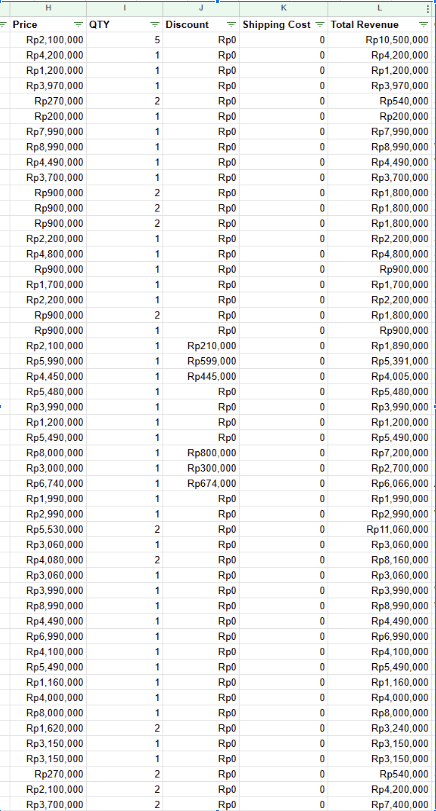 H I J K L
Price QTY Discount Shipping Cost Total Revenue
Rp2,100,000 5 Rp0 0 Rp10,500,000
Rp4,200,000 1 Rp0 0 Rp4,200,000
Rp1,200,000 1 Rp0 0 Rp1,200,000
Rp3,970,000 1 Rp0 0 Rp3,970,000
Rp270,000 2 Rp0 0 Rp540,000
Rp200,000 1 Rp0 0 Rp200,000
Rp7,990,000 1 Rp0 0 Rp7,990,000
Rp8,990,000 1 Rp0 0 Rp8,990,000
Rp4,490,000 1 Rp0 0 Rp4,490,000
Rp3,700,000 1 Rp0 0 Rp3,700,000
Rp900,000 2 Rp0 0 Rp1,800,000
Rp900,000 2 Rp0 0 Rp1,800,000
Rp900,000 2 Rp0 0 Rp1,800,000
Rp2,200,000 1 Rp0 0 Rp2,200,000
Rp4,800,000 1 Rp0 0 Rp4,800,000
Rp900,000 1 Rp0 0 Rp900,000
Rp1,700,000 1 Rp0 0 Rp1,700,000
Rp2,200,000 1 Rp0 0 Rp2,200,000
Rp900,000 2 Rp0 0 Rp1,800,000
Rp900,000 1 Rp0 0 Rp900,000
Rp2,100,000 1 Rp210,000 0 Rp1,890,000
Rp5,990,000 1 Rp599,000 0 Rp5,391,000
Rp4,450,000 1 Rp445,000 0 Rp4,005,000
Rp5,480,000 1 Rp0 0 Rp5,480,000
Rp3,990,000 1 Rp0 0 Rp3,990,000
Rp1,200,000 1 Rp0 0 Rp1,200,000
Rp5,490,000 1 Rp0 0 Rp5,490,000
Rp8,000,000 1 Rp800,000 0 Rp7,200,000
Rp3,000,000 1 Rp300,000 0 Rp2,700,000
Rp6,740,000 1 Rp674,000 0 Rp6,066,000
Rp1,990,000 1 Rp0 0 Rp1,990,000
Rp2,990,000 1 Rp0 0 Rp2,990,000
Rp5,530,000 2 Rp0 0 Rp11,060,000
Rp3,060,000 1 Rp0 0 Rp3,060,000
Rp4,080,000 2 Rp0 0 Rp8,160,000
Rp3,060,000 1 Rp0 0 Rp3,060,000
Rp3,990,000 1 Rp0 0 Rp3,990,000
Rp8,990,000 1 Rp0 0 Rp8,990,000
Rp4,490,000 1 Rp0 0 Rp4,490,000
Rp6,990,000 1 Rp0 0 Rp6,990,000
Rp4,100,000 1 Rp0 0 Rp4,100,000
Rp5,490,000 1 Rp0 0 Rp5,490,000
Rp1,160,000 1 Rp0 0 Rp1,160,000
Rp4,000,000 1 Rp0 0 Rp4,000,000
Rp8,000,000 1 Rp0 0 Rp8,000,000
Rp1,620,000 2 Rp0 0 Rp3,240,000
Rp3,150,000 1 Rp0 0 Rp3,150,000
Rp3,150,000 1 Rp0 0 Rp3,150,000
Rp270,000 2 Rp0 0 Rp540,000
Rp2,100,000 2 Rp0 0 Rp4,200,000
Rp3,700,000 2 Rp0 0 Rp7,400,000